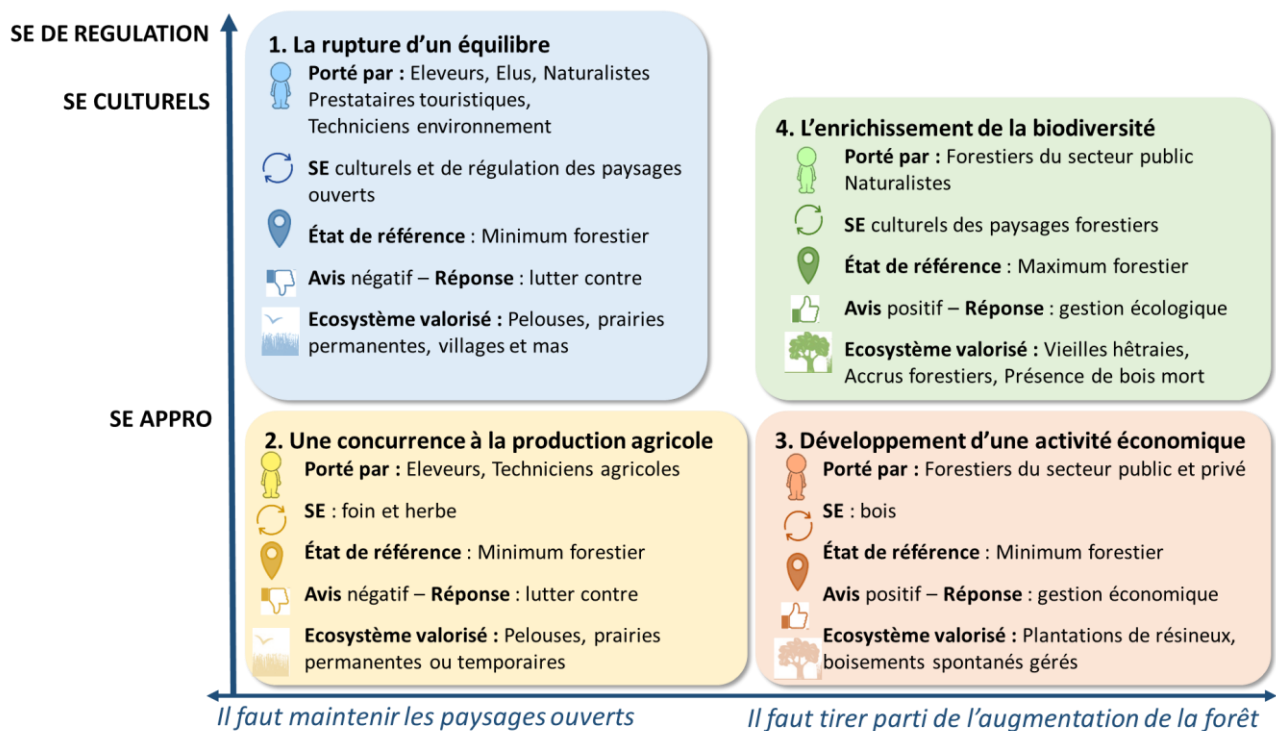 SE DE REGULATION
SE CULTURELS
SE APPRO
1. La rupture d'un équilibre
Porté par : Eleveurs, Elus, Naturalistes
Prestataires touristiques,
Techniciens environnement
SE culturels et de régulation des paysages
ouverts
État de référence : Minimum forestier
Avis négatif – Réponse : lutter contre
Ecosystème valorisé : Pelouses, prairies
permanentes, villages et mas
4. L'enrichissement de la biodiversité
Porté par : Forestiers du secteur public
Naturalistes
SE culturels des paysages forestiers
État de référence : Maximum forestier
Avis positif – Réponse : gestion écologique
Ecosystème valorisé : Vieilles hêtraies,
Accrus forestiers, Présence de bois mort
2. Une concurrence à la production agricole
Porté par : Eleveurs, Techniciens agricoles
SE : foin et herbe
État de référence : Minimum forestier
Avis négatif – Réponse : lutter contre
Ecosystème valorisé : Pelouses, prairies
permanentes ou temporaires
3. Développement d'une activité économique
Porté par : Forestiers du secteur public et privé
SE : bois
État de référence : Minimum forestier
Avis positif – Réponse : gestion économique
Ecosystème valorisé : Plantations de résineux,
boisements spontanés gérés
Il faut maintenir les paysages ouverts
Il faut tirer parti de l'augmentation de la forêt